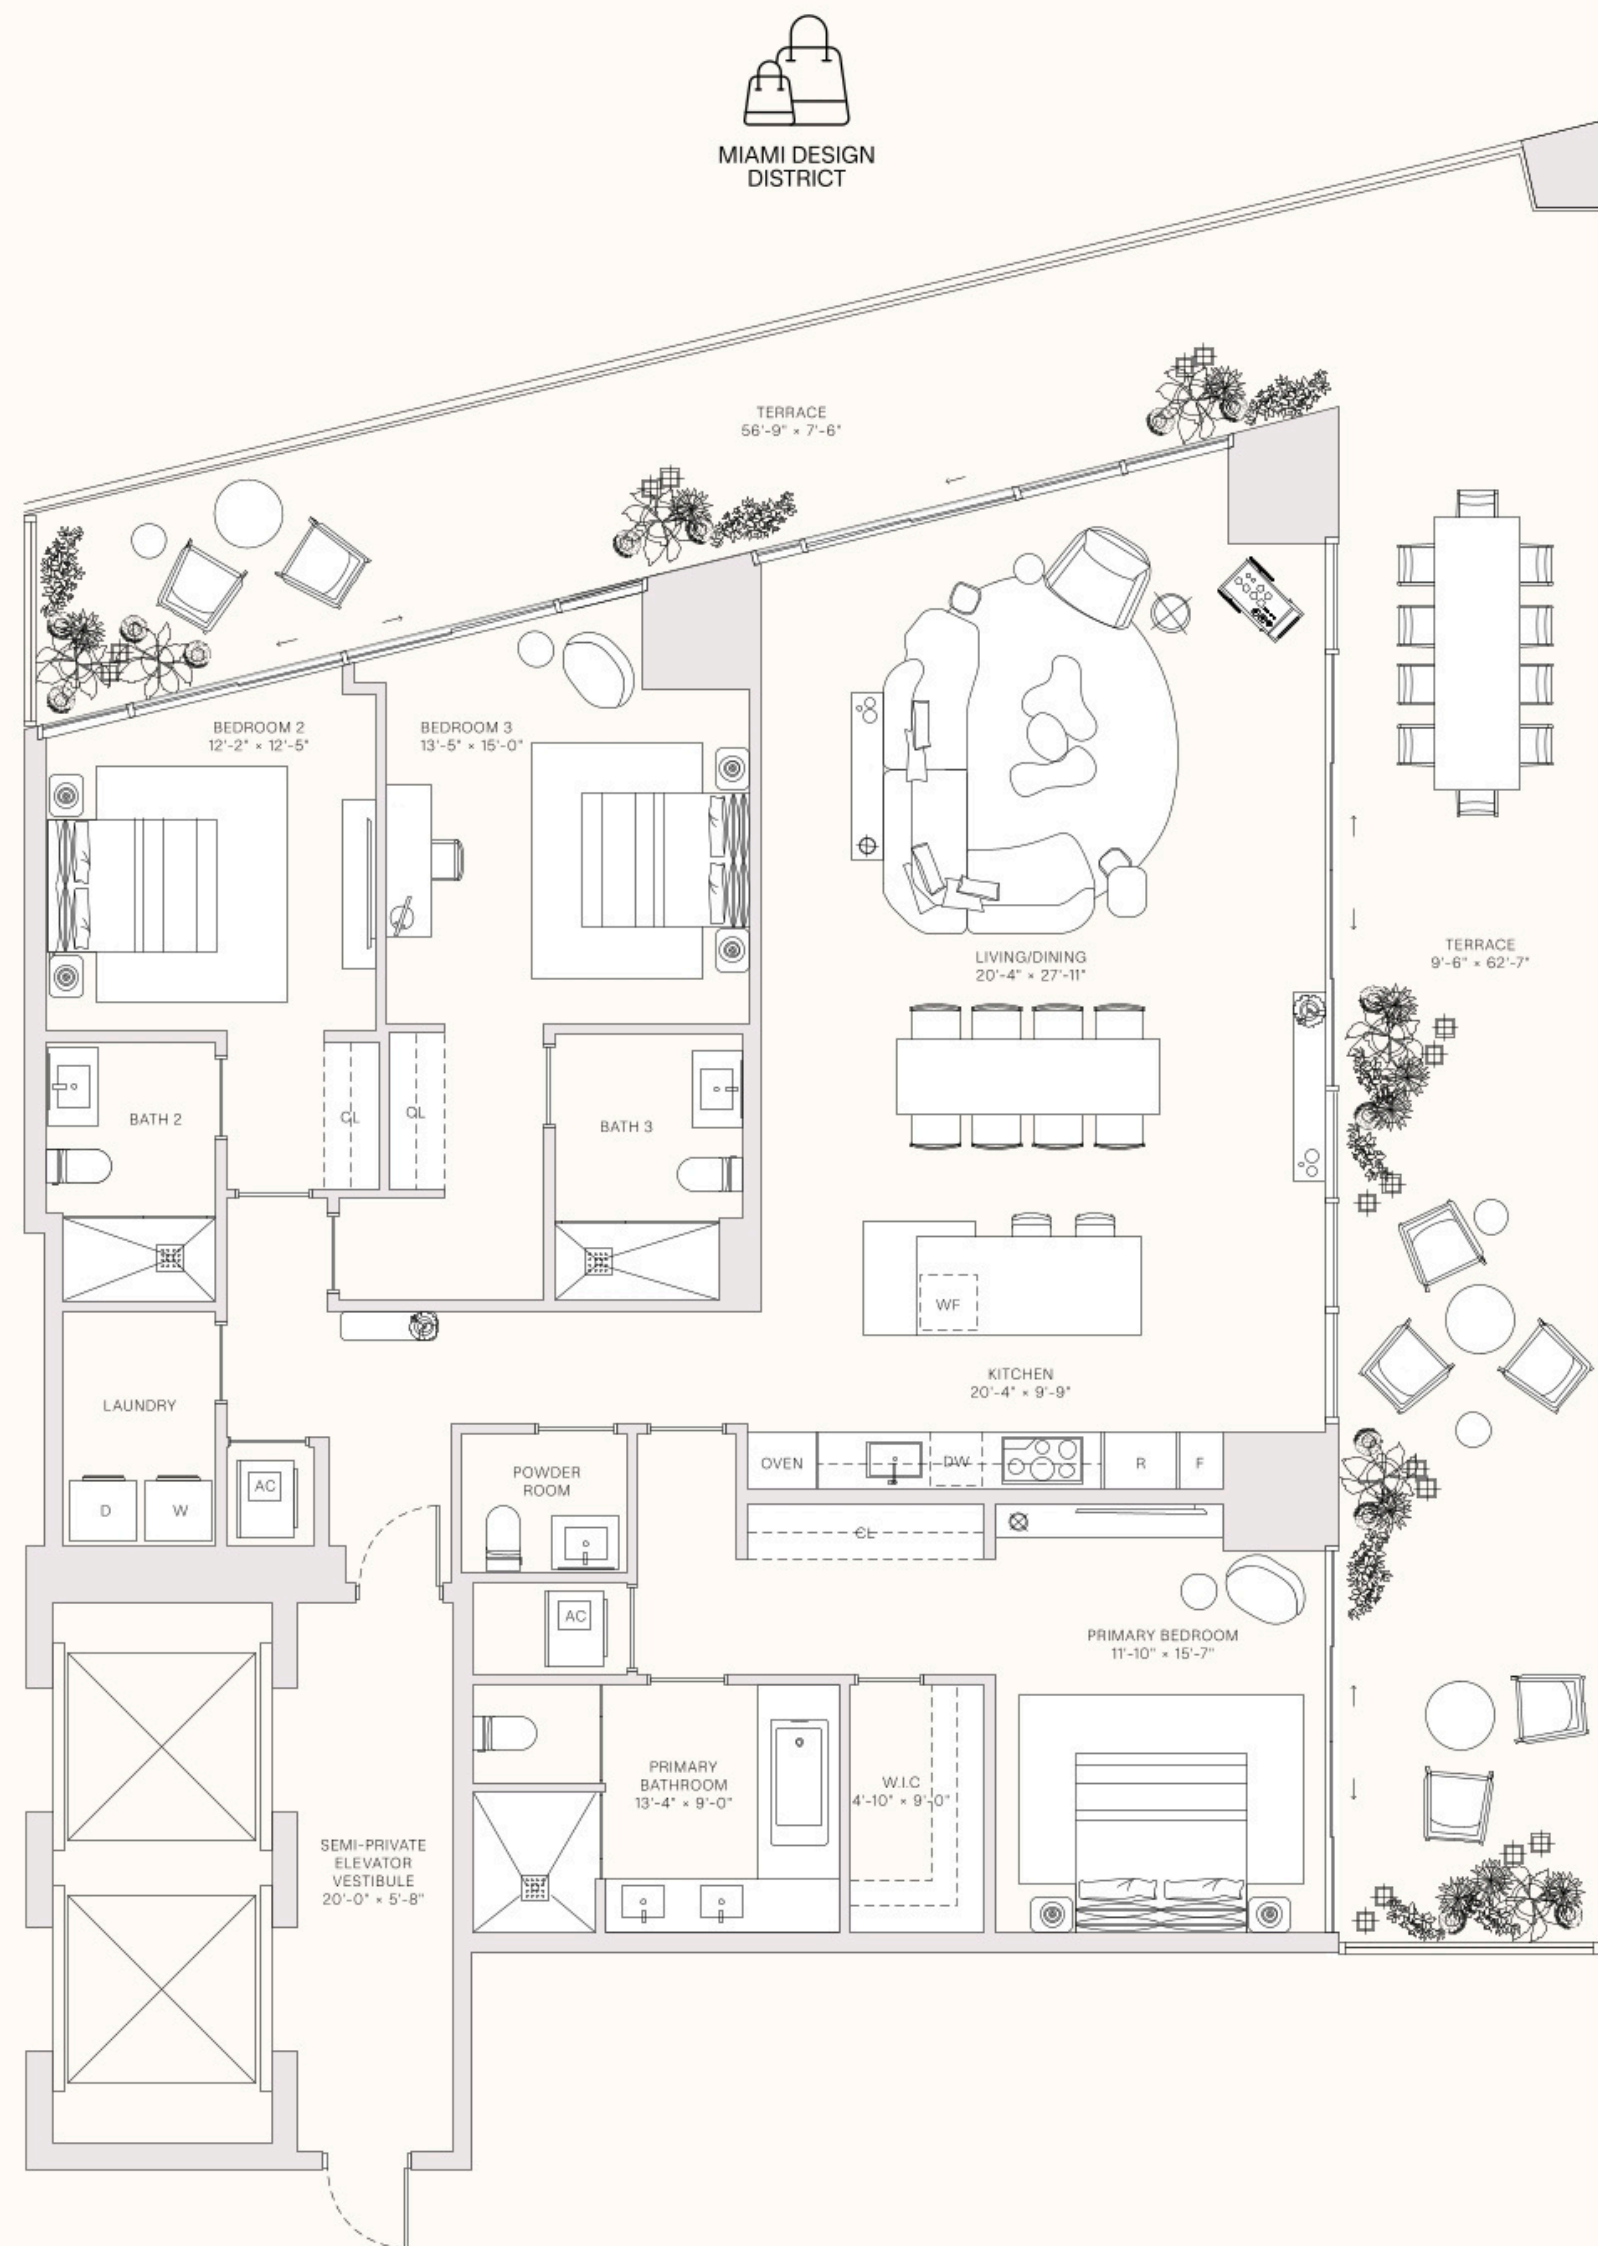 MIAMI DESIGN
DISTRICT
TERRACE
56'-9" × 7'-6"
BEDROOM 2
12'-2" × 12'-5"
BEDROOM 3
13'-5" × 15'-0"
TERRACE
9'-6" × 62'-7"
LIVING/DINING
20'-4" × 27'-11"
BATH 2
CL
CL
BATH 3
WF
KITCHEN
20'-4" × 9'-9"
LAUNDRY
D
W
AC
POWDER
ROOM
OVEN
DW
R
F
CL
AC
PRIMARY BEDROOM
11'-10" × 15'-7"
PRIMARY
BATHROOM
13'-4" × 9'-0"
W.I.C
4'-10" × 9'-0"
SEMI-PRIVATE
ELEVATOR
VESTIBULE
20'-0" × 5'-8"